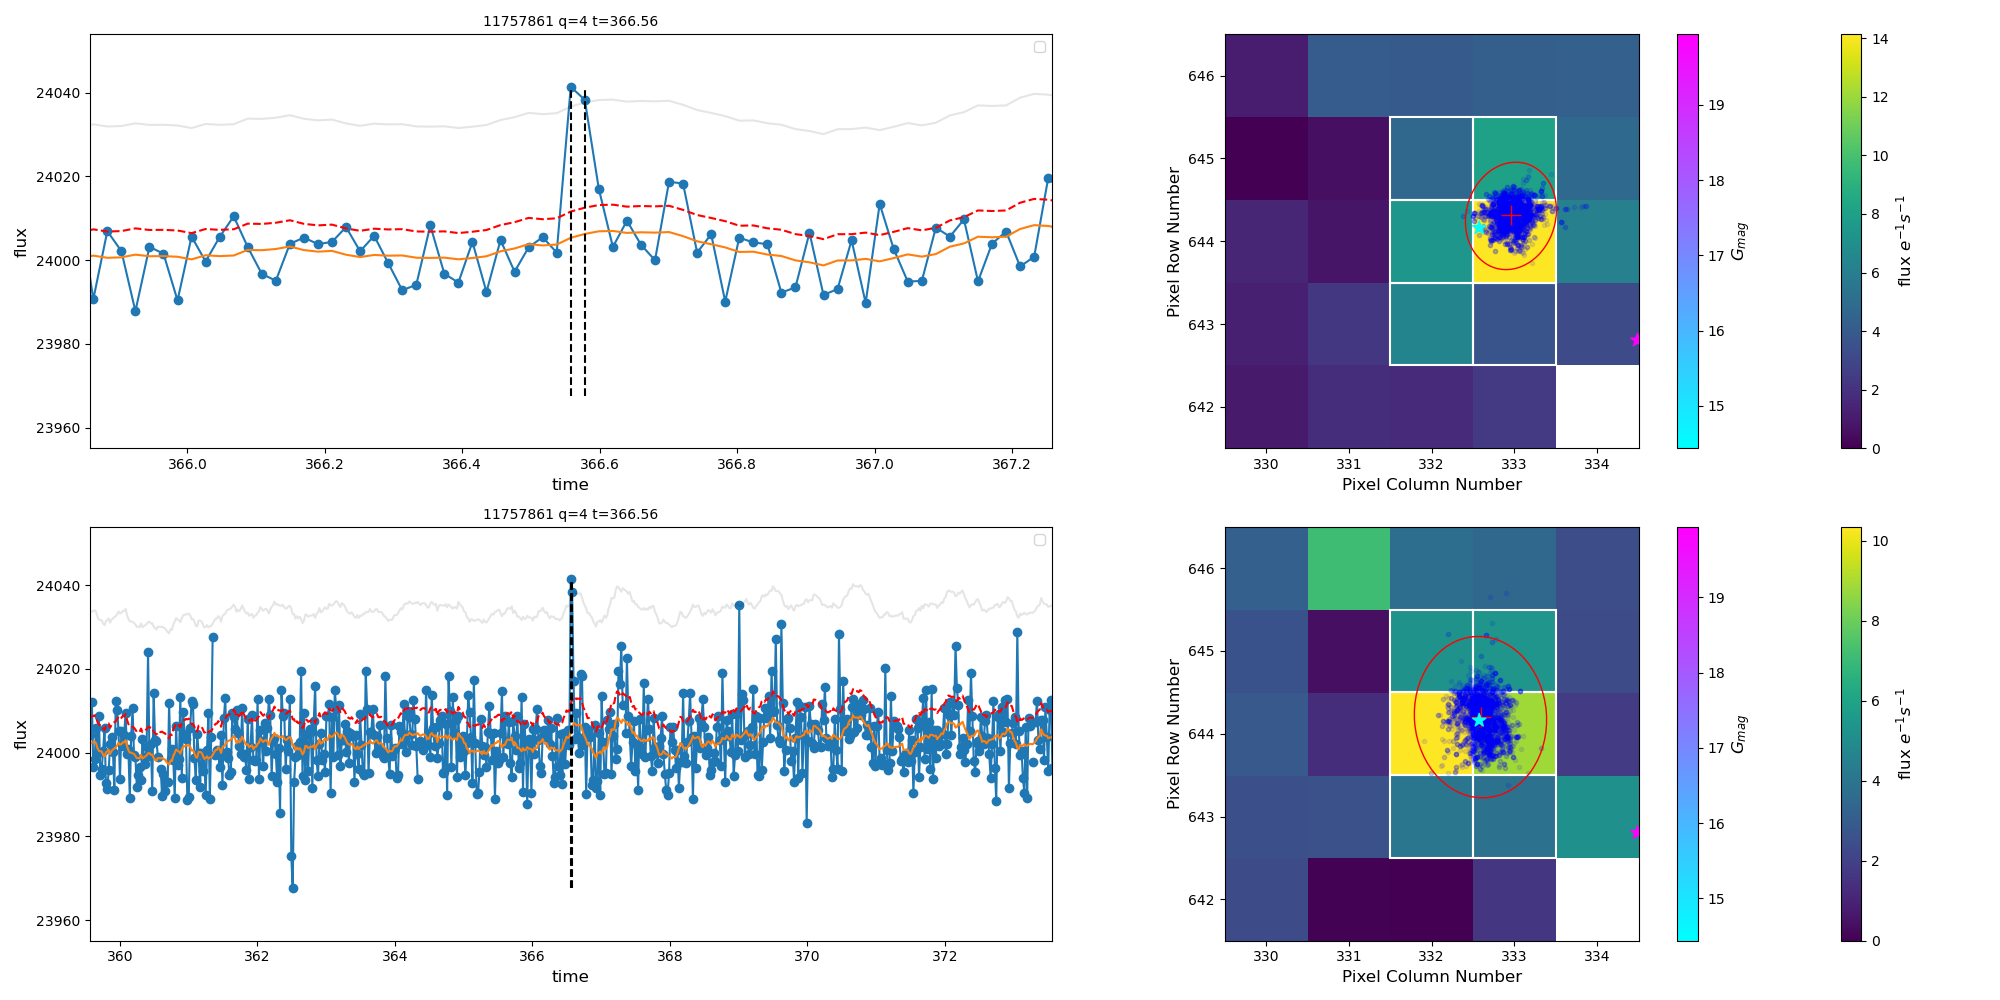 11757861 q=4 t=366.56
24040
24020
24000
23980
23960
flux
366.0 366.2 366.4 366.6 366.8 367.0 367.2
time
646
645
644
643
642
Pixel Row Number
330 331 332 333 334
Pixel Column Number
19
18
17
16
15
G_mag
14
12
10
8
6
4
2
0
flux e⁻¹s⁻¹
11757861 q=4 t=366.56
24040
24020
24000
23980
23960
flux
360 362 364 366 368 370 372
time
646
645
644
643
642
Pixel Row Number
330 331 332 333 334
Pixel Column Number
19
18
17
16
15
G_mag
10
8
6
4
2
0
flux e⁻¹s⁻¹